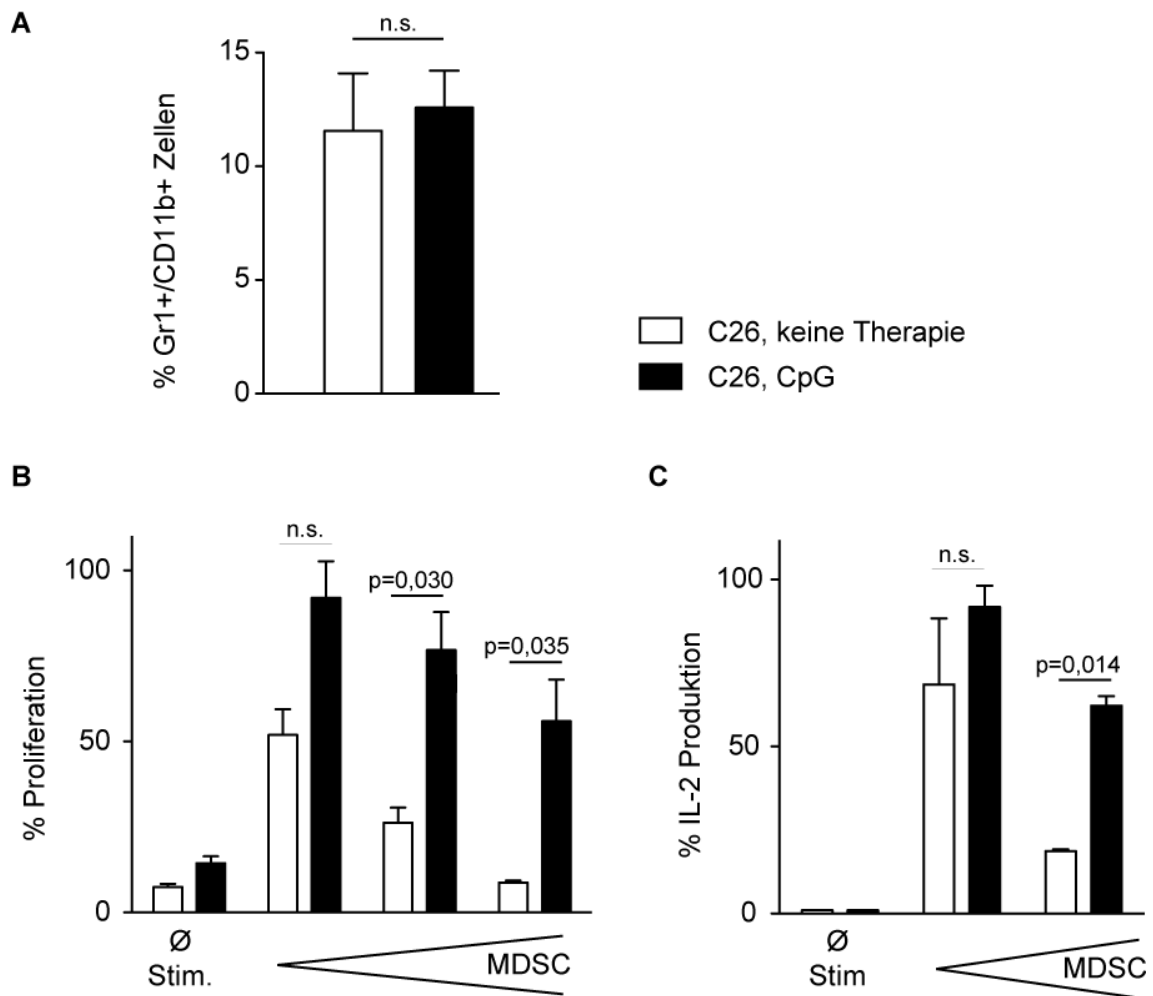 A
n.s.
15
10
5
0
% Gr1+/CD11b+ Zellen
C26, keine Therapie
C26, CpG
B
n.s.
p=0,030
p=0,035
100
50
0
% Proliferation
Ø
Stim.
MDSC
C
n.s.
p=0,014
100
50
0
% IL-2 Produktion
Ø
Stim
MDSC